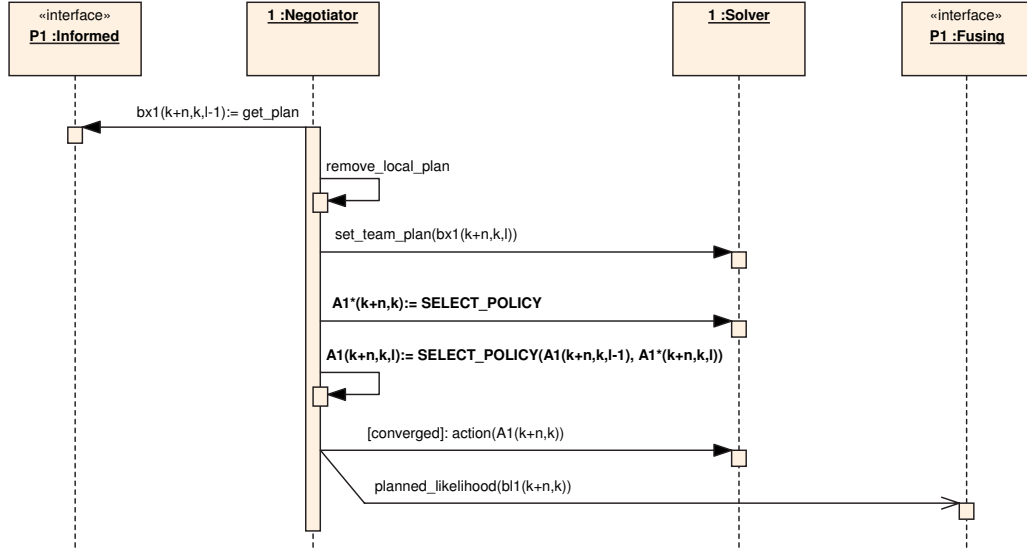 «interface»
P1 :Informed
1 :Negotiator
1 :Solver
«interface»
P1 :Fusing
bx1(k+n,k,l-1):= get_plan
remove_local_plan
set_team_plan(bx1(k+n,k,l))
A1*(k+n,k):= SELECT_POLICY
A1(k+n,k,l):= SELECT_POLICY(A1(k+n,k,l-1), A1*(k+n,k,l))
[converged]: action(A1(k+n,k))
planned_likelihood(bl1(k+n,k))